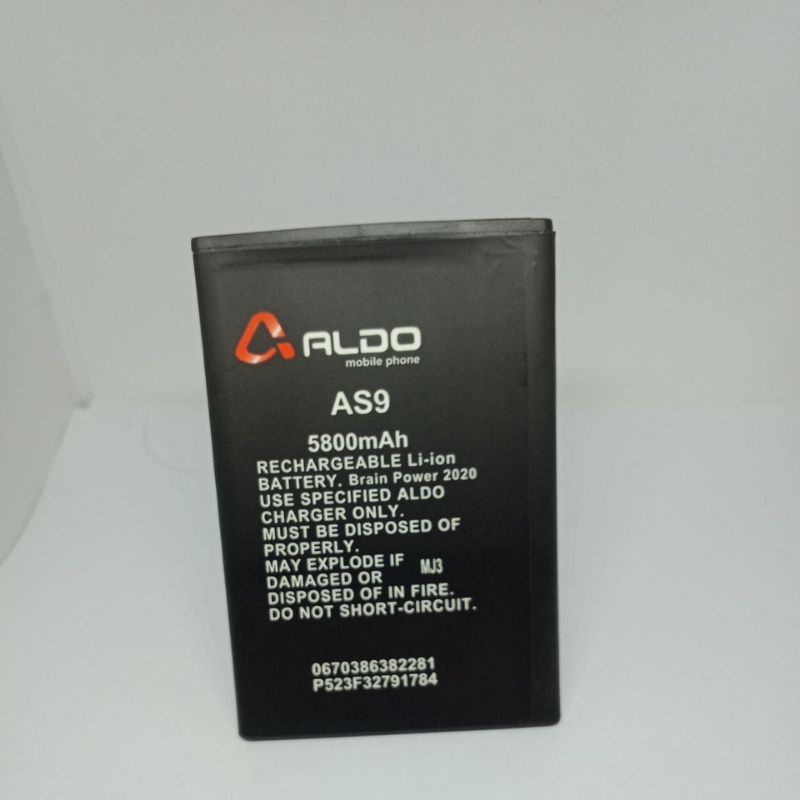 ALDO
mobile phone
AS9
5800mAh
RECHARGEABLE Li-ion
BATTERY. Brain Power 2020
USE SPECIFIED ALDO
CHARGER ONLY.
MUST BE DISPOSED OF
PROPERLY.
MAY EXPLODE IF MJ3
DAMAGED OR
DISPOSED OF IN FIRE.
DO NOT SHORT-CIRCUIT.
0670386382281
P523F32791784